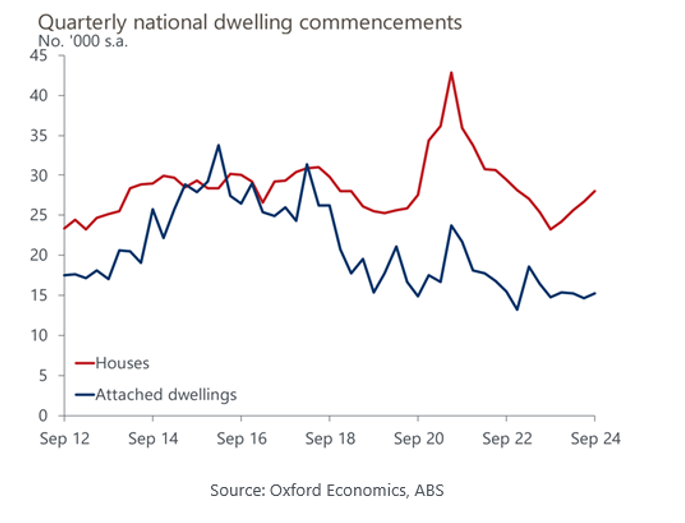 Quarterly national dwelling commencements
No. '000 s.a.
45
40
35
30
25
20
15
10
5
0
Houses
Attached dwellings
Sep 12 Sep 14 Sep 16 Sep 18 Sep 20 Sep 22 Sep 24
Source: Oxford Economics, ABS